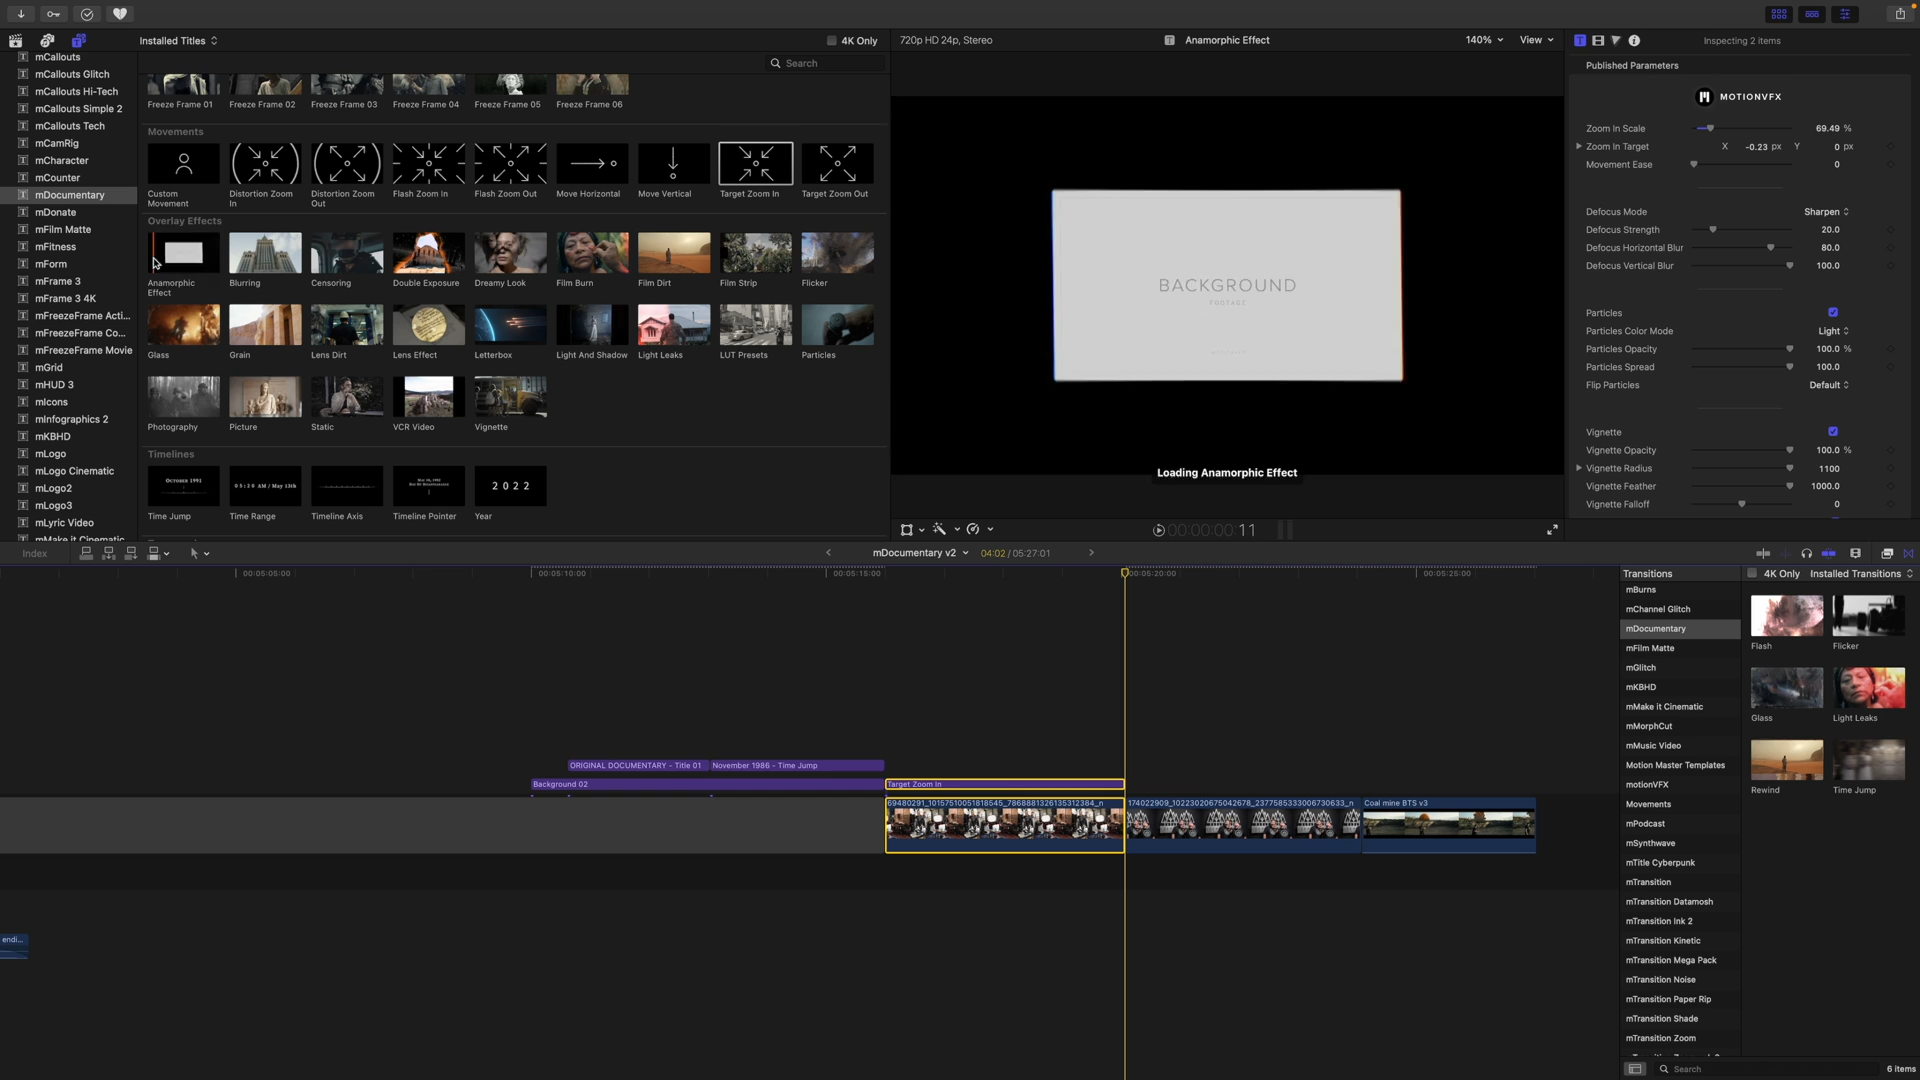 Installed Titles
4K Only
Search
720p HD 24p, Stereo
Anamorphic Effect
140%
View
Inspecting 2 items
mCallouts
mCallouts Glitch
mCallouts Hi-Tech
mCallouts Simple 2
mCallouts Tech
mCamRig
mCharacter
mCounter
mDocumentary
mDonate
mFilm Matte
mFitness
mForm
mFrame 3
mFrame 3 4K
mFreezeFrame Acti...
mFreezeFrame Co...
mFreezeFrame Movie
mGrid
mHUD 3
mIcons
mInfographics 2
mKBHD
mLogo
mLogo Cinematic
mLogo2
mLogo3
mLyric Video
mMake it Cinematic
Freeze Frame 01
Freeze Frame 02
Freeze Frame 03
Freeze Frame 04
Freeze Frame 05
Freeze Frame 06
Movements
Custom Movement
Distortion Zoom In
Distortion Zoom Out
Flash Zoom In
Flash Zoom Out
Move Horizontal
Move Vertical
Target Zoom In
Target Zoom Out
Overlay Effects
Anamorphic Effect
Blurring
Censoring
Double Exposure
Dreamy Look
Film Burn
Film Dirt
Film Strip
Flicker
Glass
Grain
Lens Dirt
Lens Effect
Letterbox
Light And Shadow
Light Leaks
LUT Presets
Particles
Photography
Picture
Static
VCR Video
Vignette
Timelines
OCTOBER 1991
05:20 AM / May 13th
2022
Time Jump
Time Range
Timeline Axis
Timeline Pointer
Year
BACKGROUND
FOOTAGE
Loading Anamorphic Effect
00:00:00:11
Published Parameters
MOTIONVFX
Zoom In Scale 69.49 %
Zoom In Target X -0.23 px Y 0 px
Movement Ease 0
Defocus Mode Sharpen
Defocus Strength 20.0
Defocus Horizontal Blur 80.0
Defocus Vertical Blur 100.0
Particles
Particles Color Mode Light
Particles Opacity 100.0 %
Particles Spread 100.0
Flip Particles Default
Vignette
Vignette Opacity 100.0 %
Vignette Radius 1100
Vignette Feather 1000.0
Vignette Falloff 0
Index
mDocumentary v2
04:02 / 05:27:01
00:05:05:00
00:05:10:00
00:05:15:00
00:05:20:00
00:05:25:00
ORIGINAL DOCUMENTARY - Title 01
November 1986 - Time Jump
Background 02
Target Zoom In
69480291_10157510051818545_7868881326135312384_n
174022909_10223020675042678_2377585333006730633_n
Coal mine BTS v3
endi...
Transitions
4K Only
Installed Transitions
mBurns
mChannel Glitch
mDocumentary
mFilm Matte
mGlitch
mKBHD
mMake it Cinematic
mMorphCut
mMusic Video
Motion Master Templates
motionVFX
Movements
mPodcast
mSynthwave
mTitle Cyberpunk
mTransition
mTransition Datamosh
mTransition Ink 2
mTransition Kinetic
mTransition Mega Pack
mTransition Noise
mTransition Paper Rip
mTransition Shade
mTransition Zoom
Flash
Flicker
Glass
Light Leaks
Rewind
Time Jump
Search
6 items